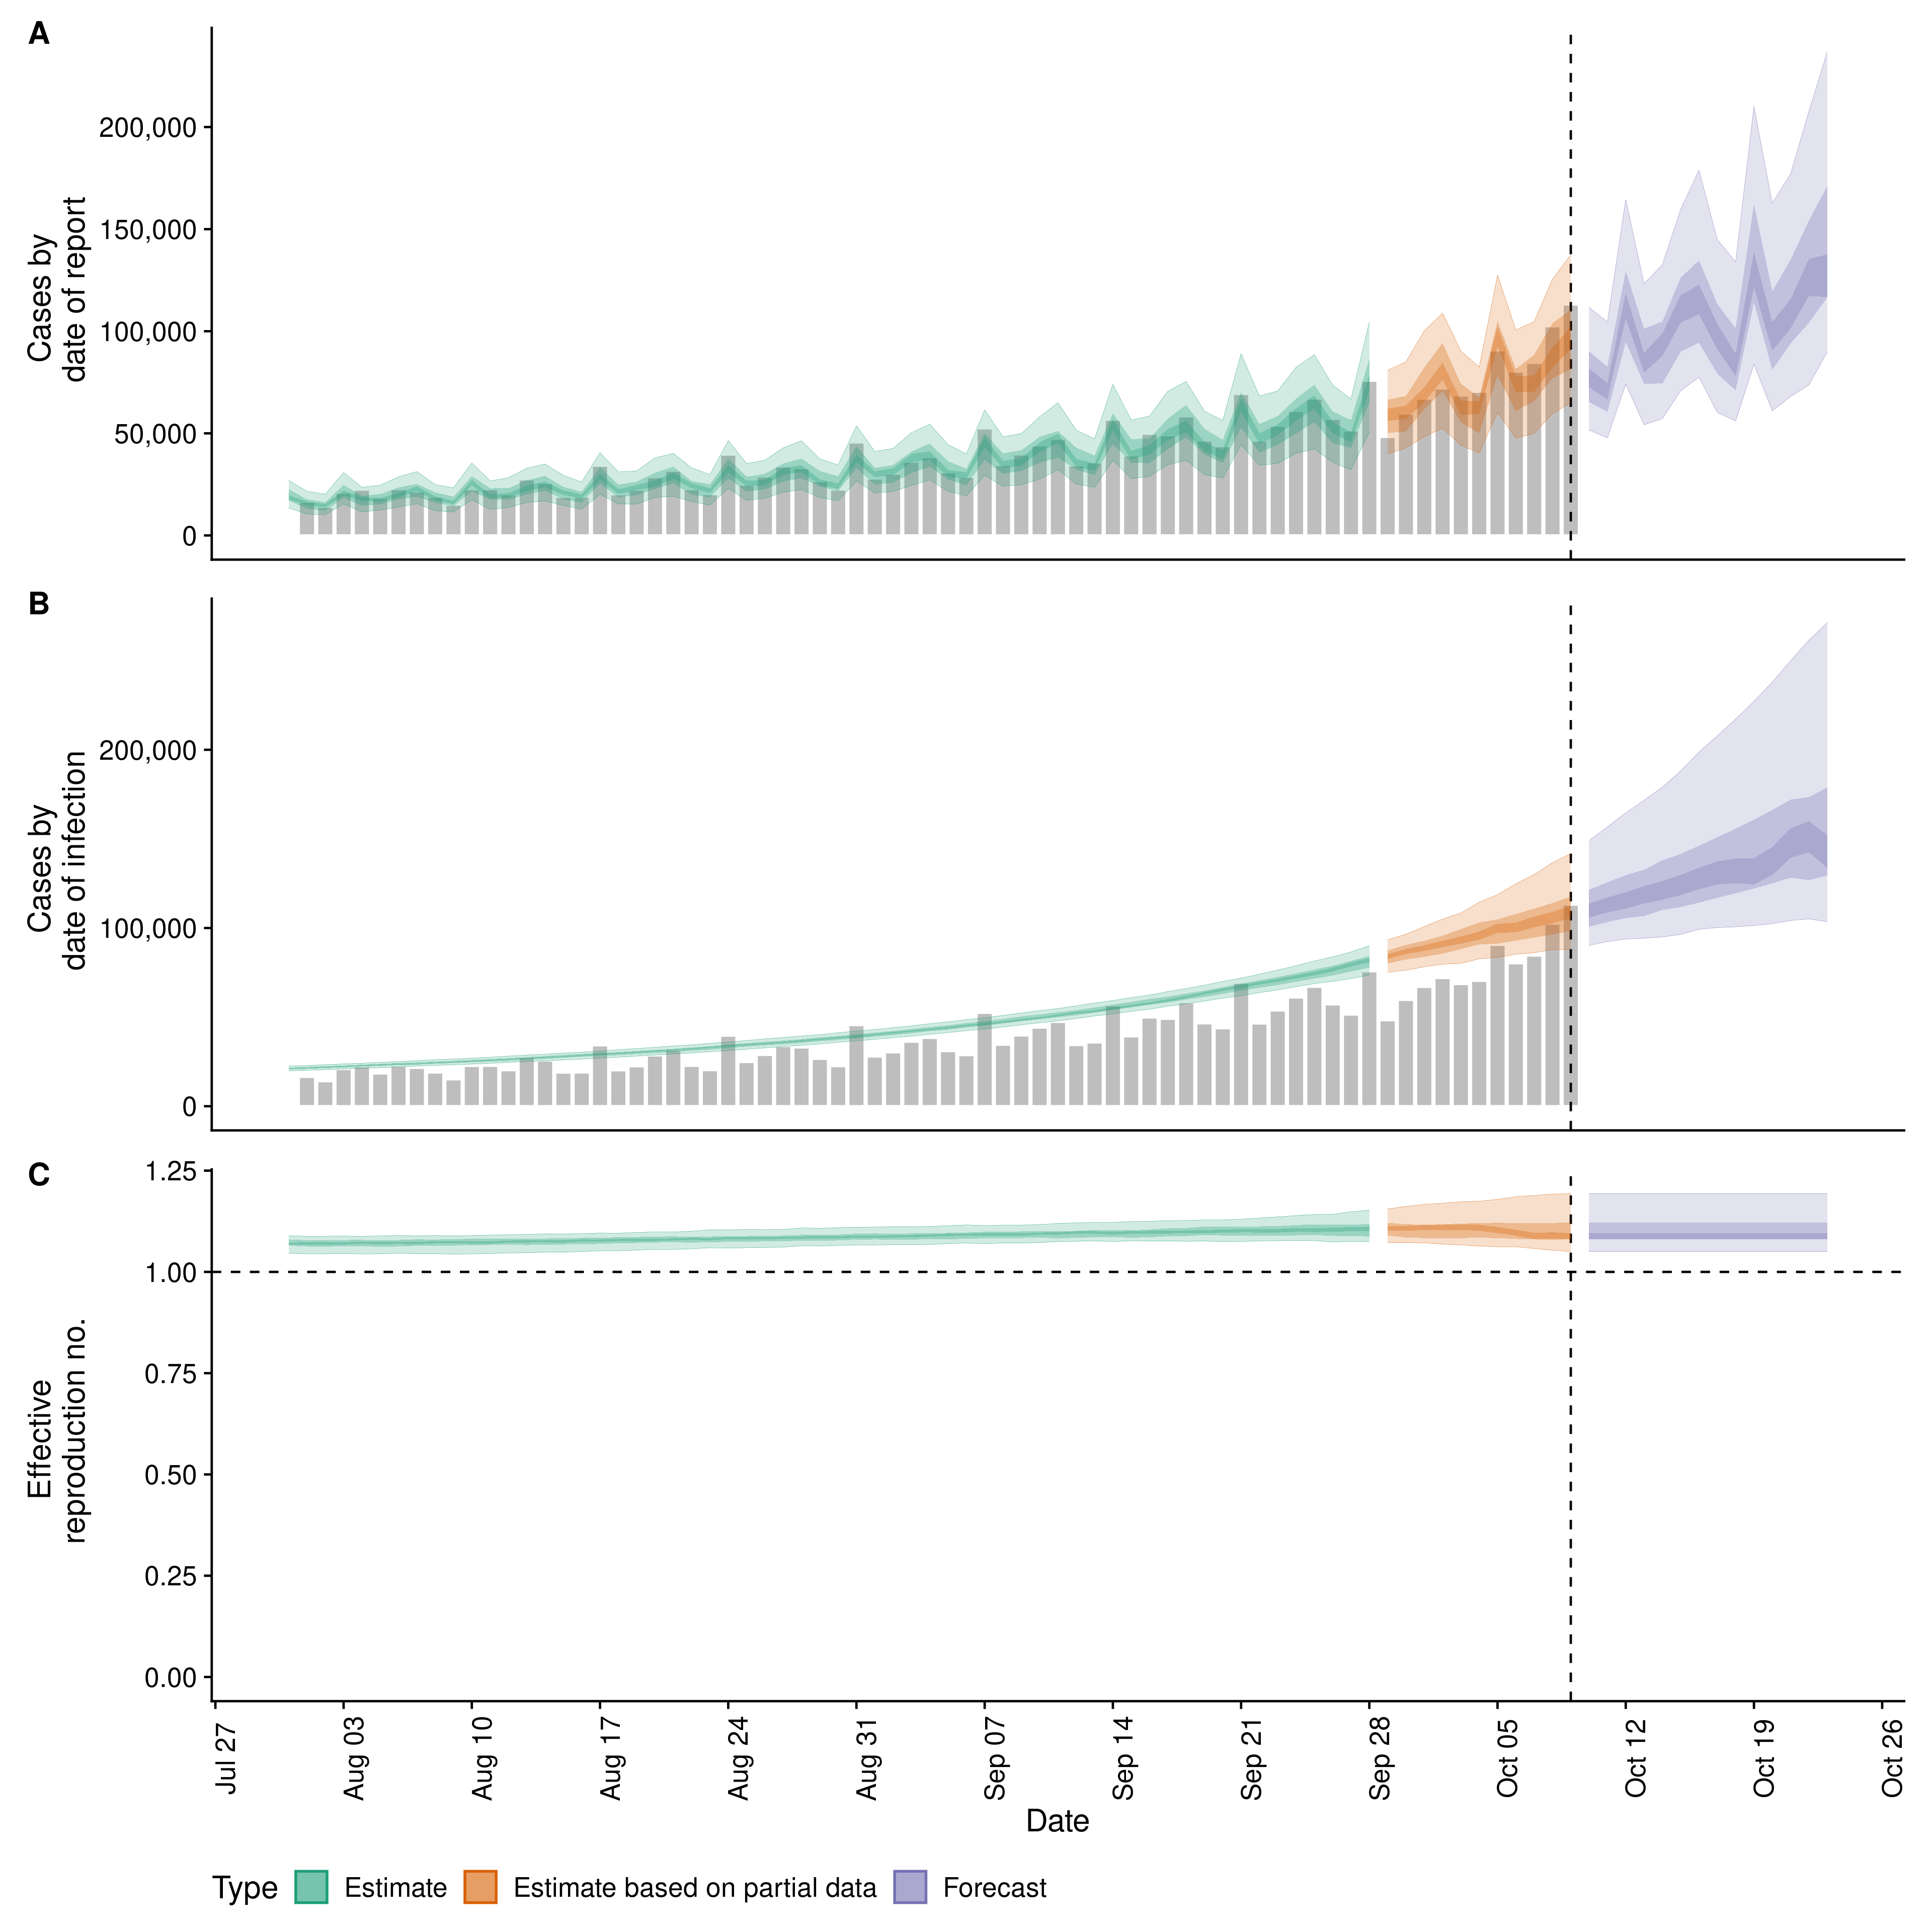 A
Cases by
date of report
200,000
150,000
100,000
50,000
0
B
Cases by
date of infection
200,000
100,000
0
C
Effective
reproduction no.
1.25
1.00
0.75
0.50
0.25
0.00
Jul 27
Aug 03
Aug 10
Aug 17
Aug 24
Aug 31
Sep 07
Sep 14
Sep 21
Sep 28
Oct 05
Oct 12
Oct 19
Oct 26
Date
Type Estimate Estimate based on partial data Forecast